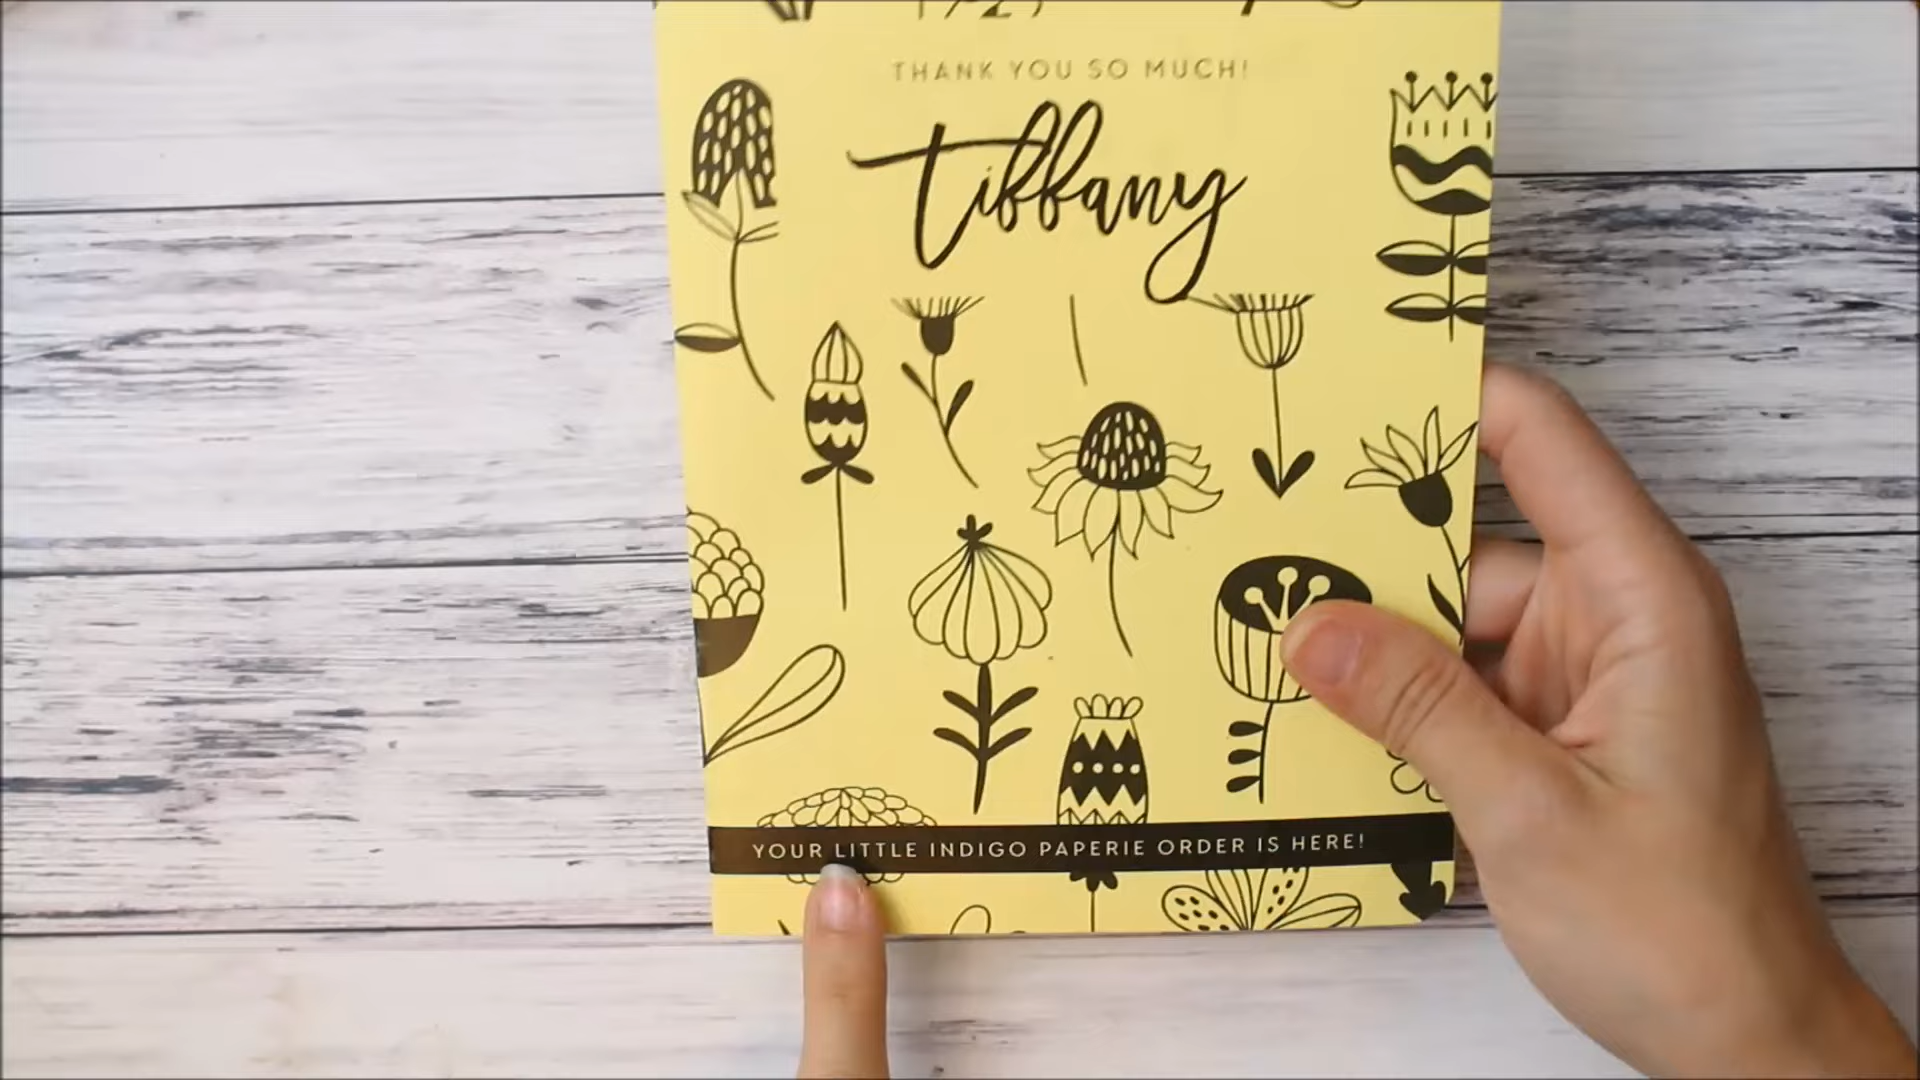 THANK YOU SO MUCH!
tiffany
YOUR LITTLE INDIGO PAPERIE ORDER IS HERE!